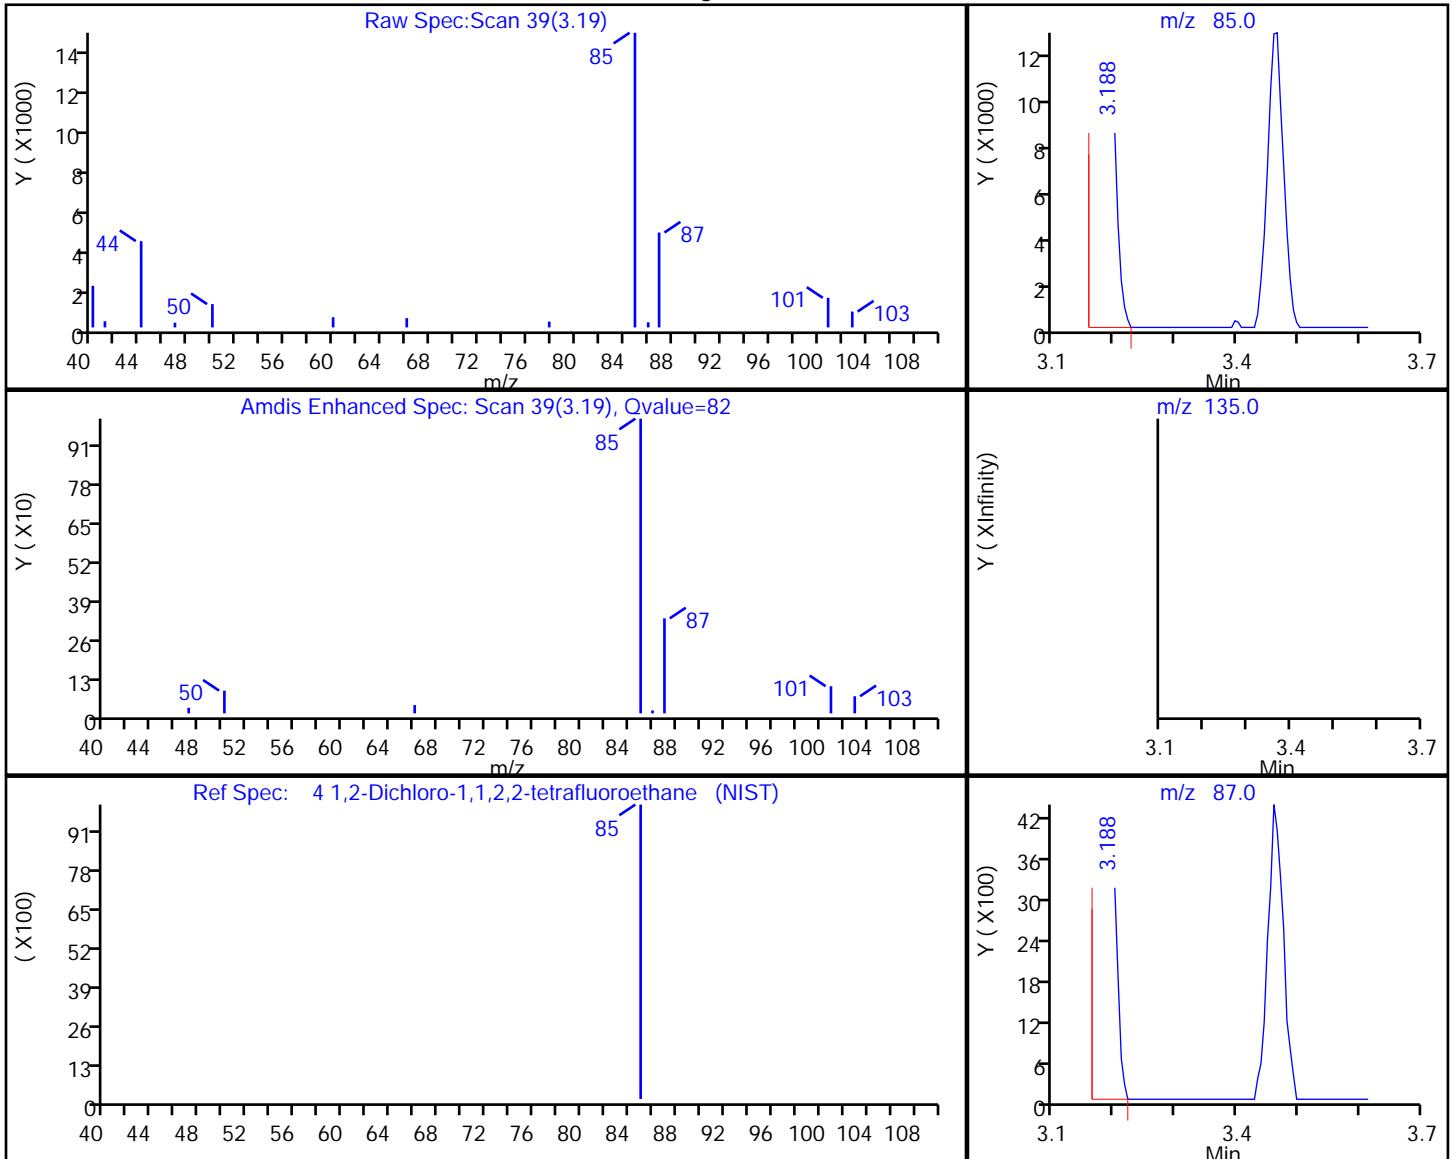 Raw Spec:Scan 39(3.19)
Y ( X1000)
14
12
10
8
6
4
2
0
85
44
50
87
101
103
40 44 48 52 56 60 64 68 72 76 80 84 88 92 96 100 104 108
m/z
m/z 85.0
Y ( X1000)
12
10
8
6
4
2
0
3.188
3.1 3.4 3.7
Min
Amdis Enhanced Spec: Scan 39(3.19), Qvalue=82
Y ( X10)
91
78
65
52
39
26
13
0
85
50
87
101
103
40 44 48 52 56 60 64 68 72 76 80 84 88 92 96 100 104 108
m/z
m/z 135.0
Y ( XInfinity)
3.1 3.4 3.7
Min
Ref Spec: 4 1,2-Dichloro-1,1,2,2-tetrafluoroethane (NIST)
( X100)
91
78
65
52
39
26
13
0
85
40 44 48 52 56 60 64 68 72 76 80 84 88 92 96 100 104 108
m/z 87.0
Y ( X100)
42
36
30
24
18
12
6
0
3.188
3.1 3.4 3.7
Min